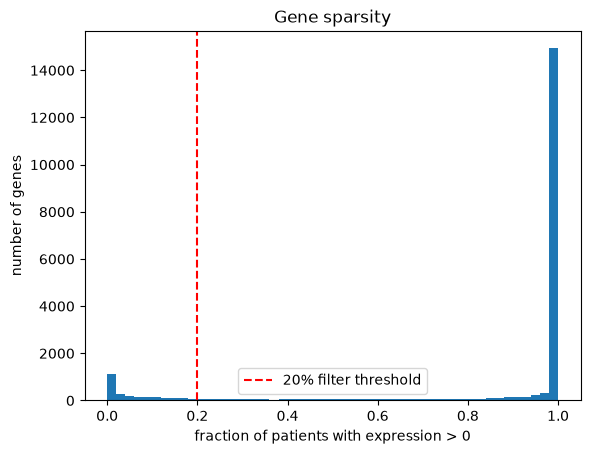 Gene sparsity
number of genes
14000
12000
10000
8000
6000
4000
2000
0
20% filter threshold
0.0 0.2 0.4 0.6 0.8 1.0
fraction of patients with expression > 0